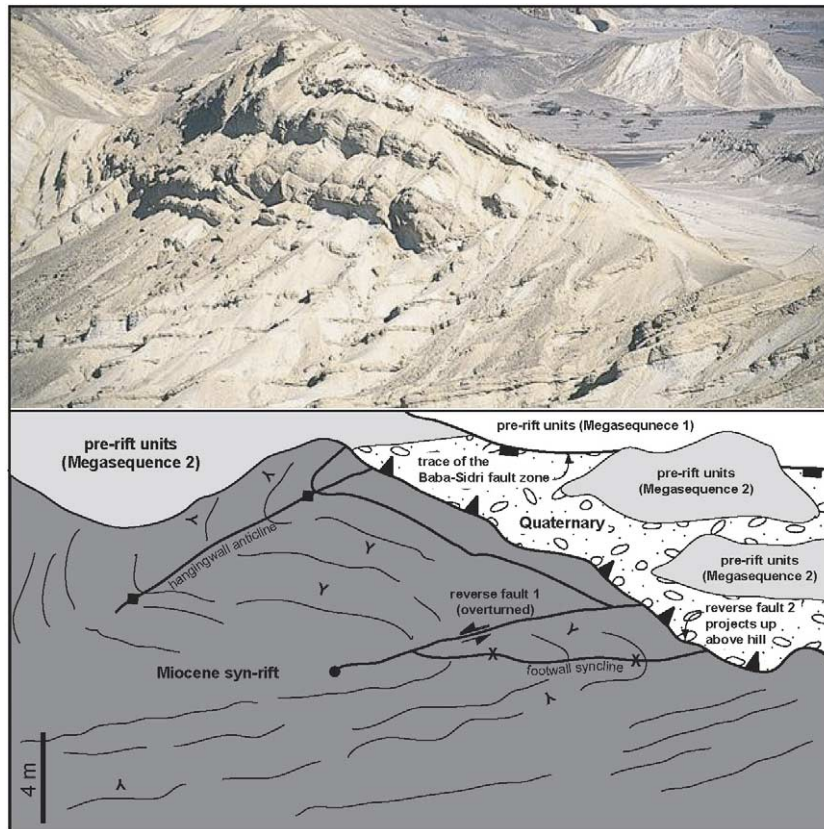 pre-rift units (Megasequnece 1)
pre-rift units
(Megasequence 2)
trace of the
Baba-Sidri fault zone
pre-rift units
(Megasequence 2)
Quaternary
hangingwall anticline
pre-rift units
(Megasequence 2)
reverse fault 1
(overturned)
reverse fault 2
projects up
above hill
Miocene syn-rift
footwall syncline
X
X
Y
Y
Y
Y
Y
Y
Y
4 m